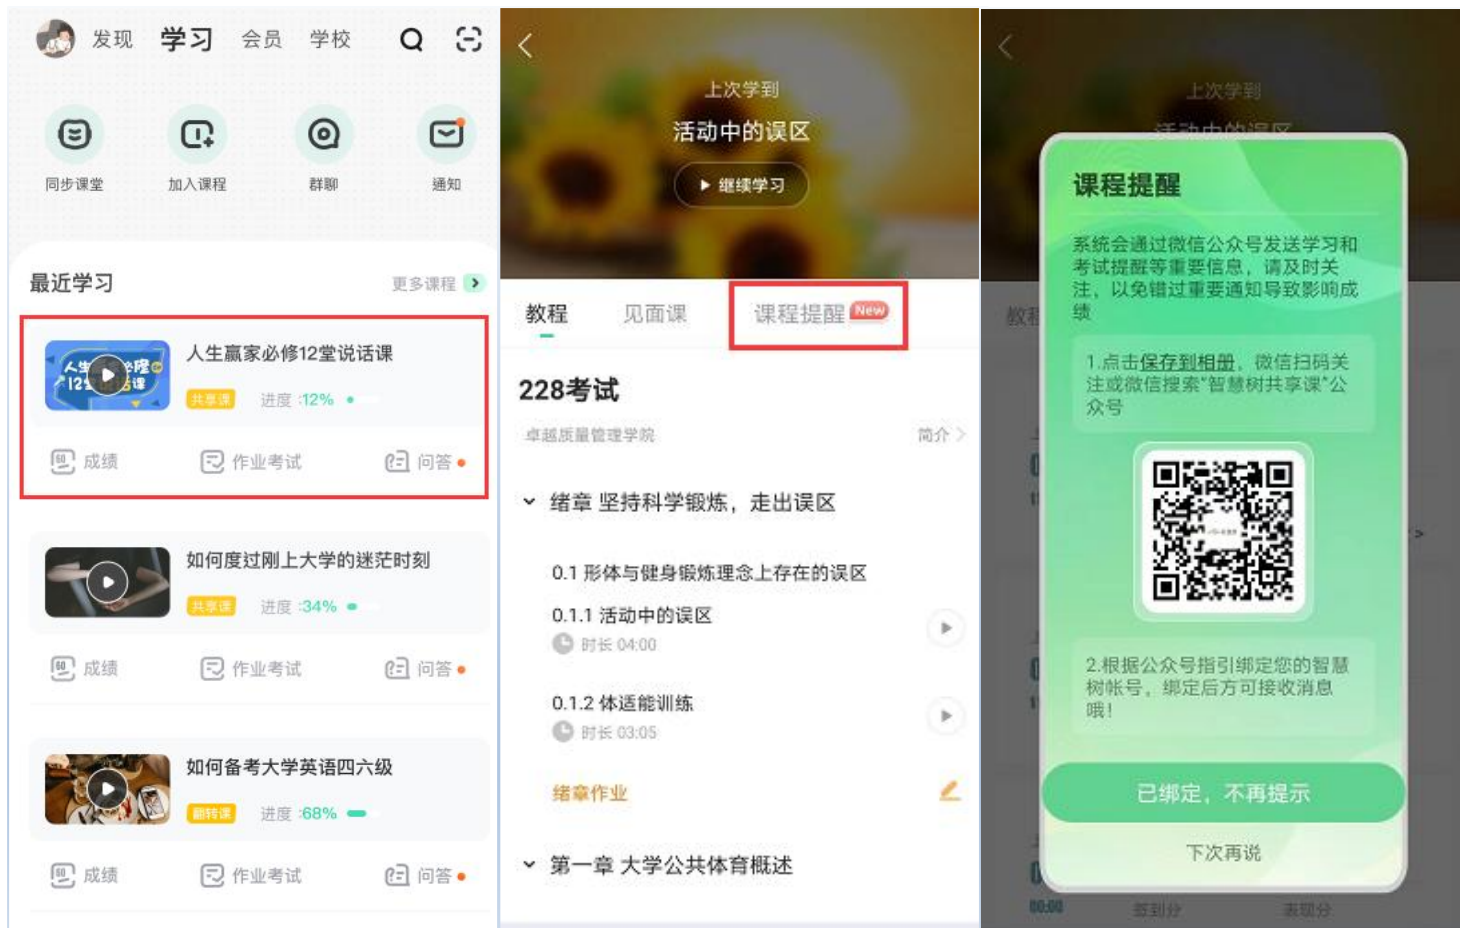 发现 学习 会员 学校
同步课堂 加入课程 群聊 通知
最近学习 更多课程
人生赢家必修12堂说话课
共享课 进度 :12%
成绩 作业考试 问答
如何度过刚上大学的迷茫时刻
共享课 进度 :34%
成绩 作业考试 问答
如何备考大学英语四六级
翻转课 进度 :68%
成绩 作业考试 问答
上次学到
活动中的误区
继续学习
教程 见面课 课程提醒 New
228考试
卓越质量管理学院 简介
绪章 坚持科学锻炼，走出误区
0.1 形体与健身锻炼理念上存在的误区
0.1.1 活动中的误区
时长 04:00
0.1.2 体适能训练
时长 03:05
绪章作业
第一章 大学公共体育概述
上次学到
活动中的误区
课程提醒
系统会通过微信公众号发送学习和
考试提醒等重要信息，请及时关
注，以免错过重要通知导致影响成
绩
1.点击保存到相册，微信扫码关
注或微信搜索"智慧树共享课"公
众号
2.根据公众号指引绑定您的智慧
树帐号，绑定后方可接收消息
哦！
已绑定，不再提示
下次再说
00:00 签到分 表现分